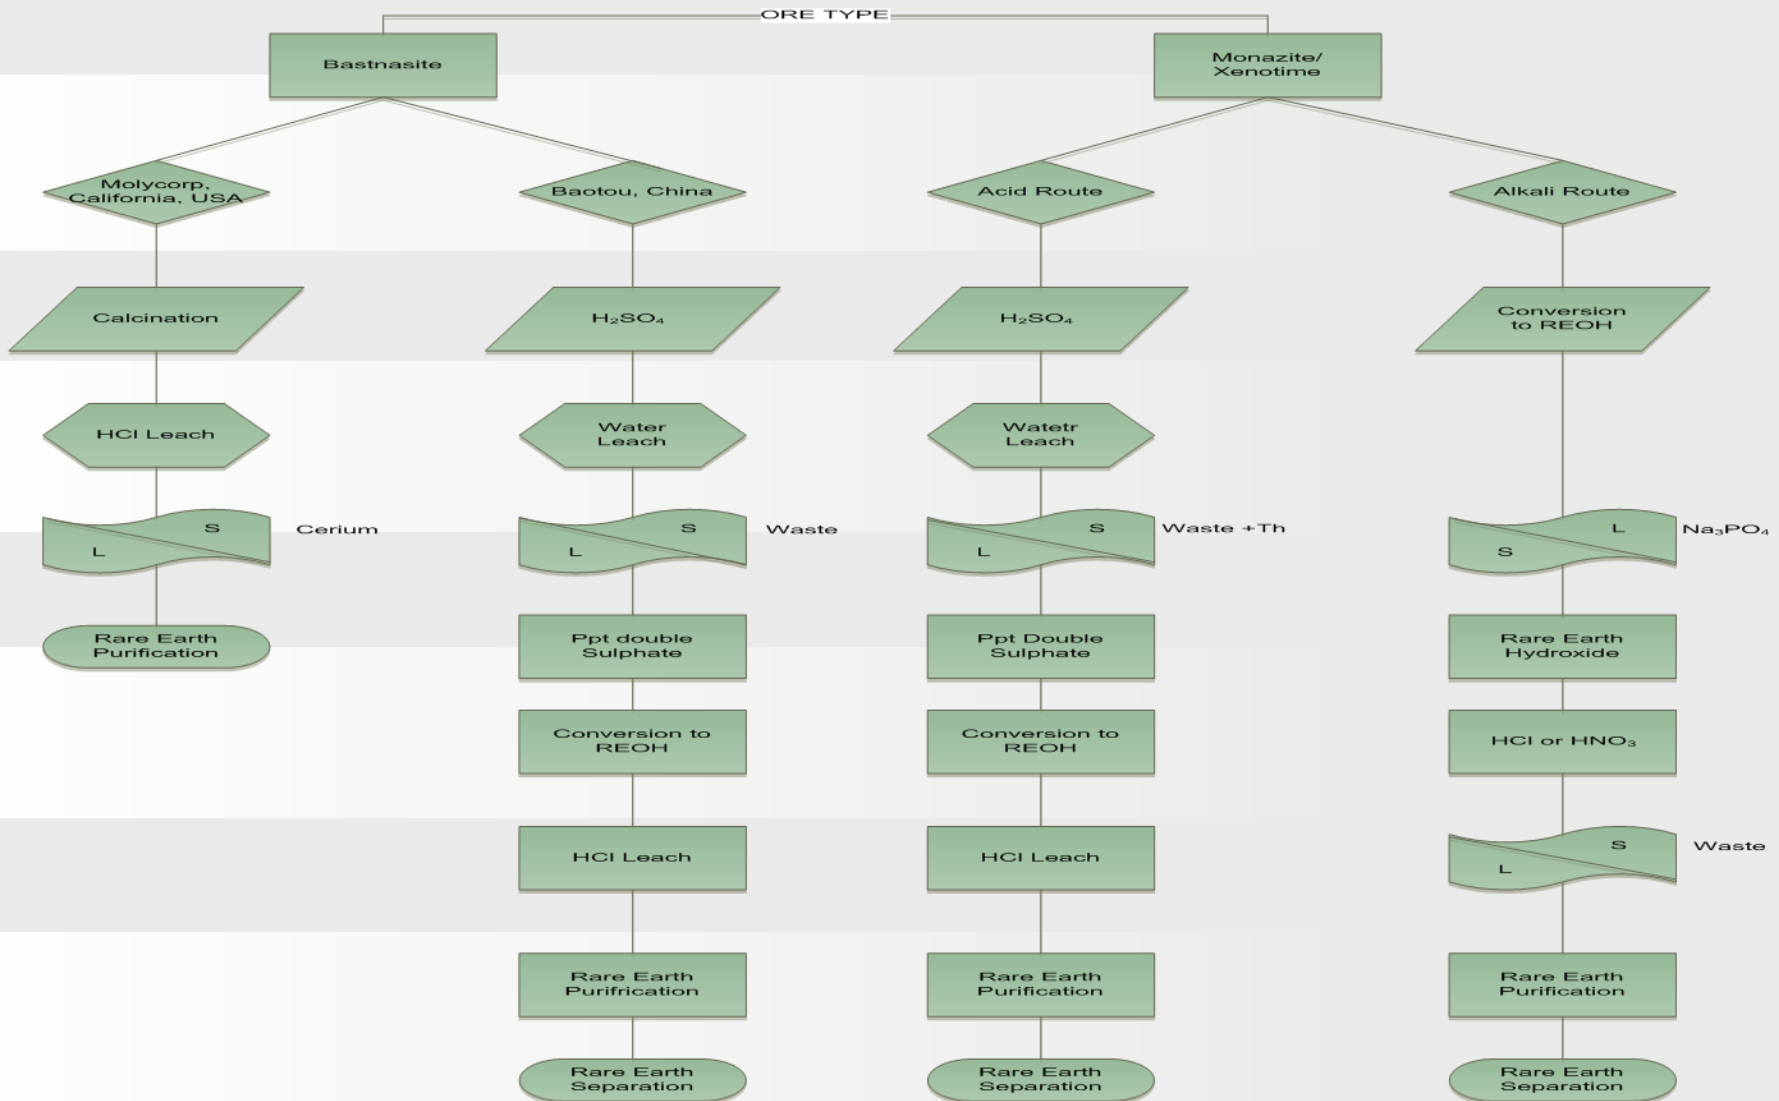 ORE TYPE
Bastnasite
Monazite/
Xenotime
Molycorp,
California, USA
Baotou, China
Acid Route
Alkali Route
Calcination
H₂SO₄
H₂SO₄
Conversion
to REOH
HCl Leach
Water
Leach
Watetr
Leach
S
L
Cerium
S
L
Waste
S
L
Waste +Th
L
S
Na₃PO₄
Rare Earth
Purification
Ppt double
Sulphate
Ppt Double
Sulphate
Rare Earth
Hydroxide
Conversion to
REOH
Conversion to
REOH
HCl or HNO₃
HCl Leach
HCl Leach
S
L
Waste
Rare Earth
Purifrication
Rare Earth
Purification
Rare Earth
Purification
Rare Earth
Separation
Rare Earth
Separation
Rare Earth
Separation